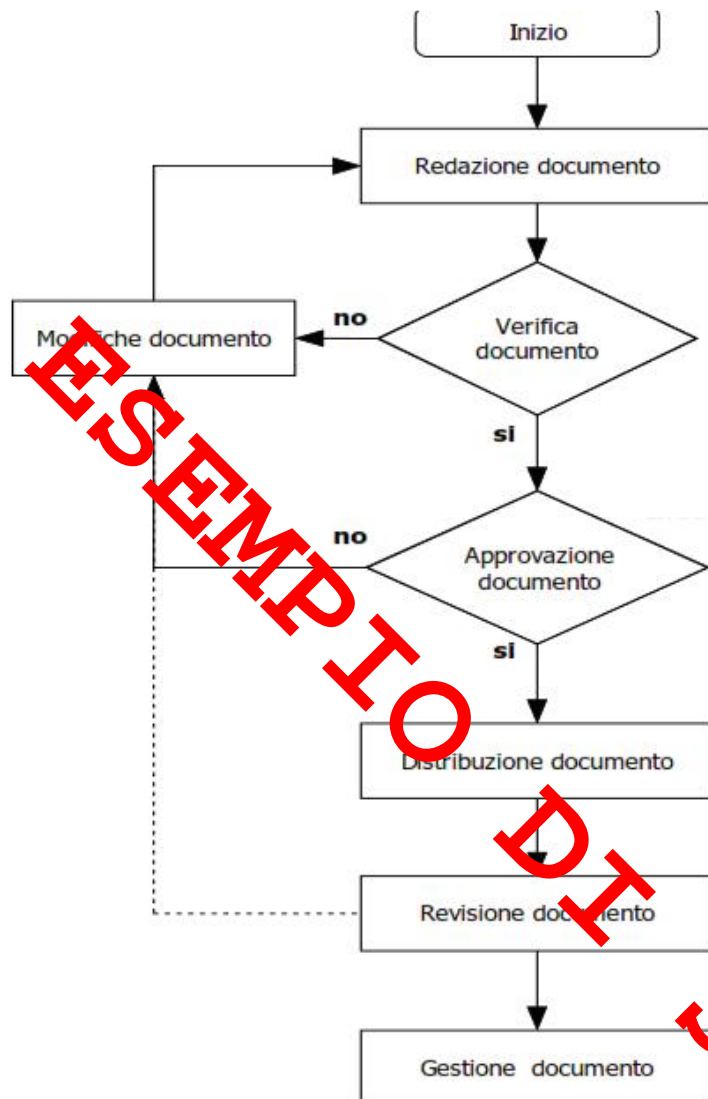 Inizio
Redazione documento
no
Verifica
documento
Modifiche documento
si
no
Approvazione
documento
si
Distribuzione documento
Revisione documento
Gestione documento
ESEMPIO DI